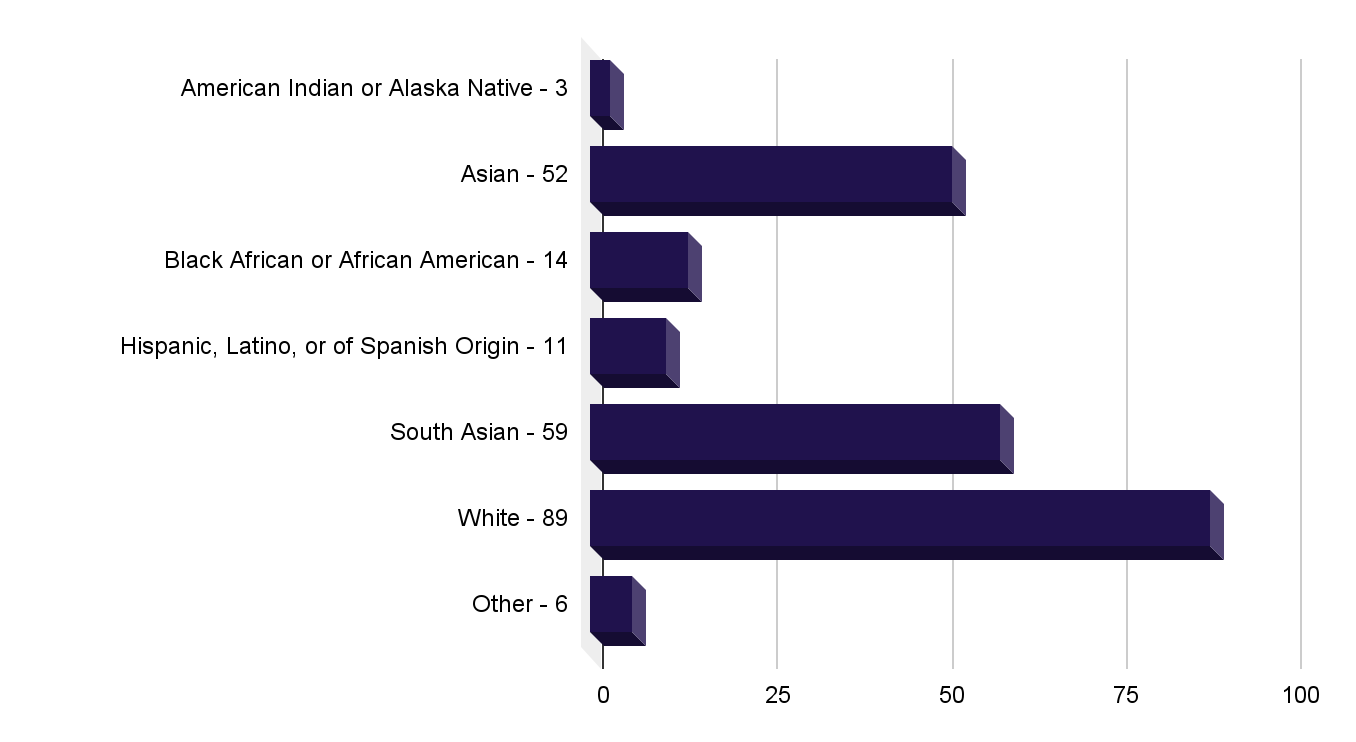 American Indian or Alaska Native - 3
Asian - 52
Black African or African American - 14
Hispanic, Latino, or of Spanish Origin - 11
South Asian - 59
White - 89
Other - 6
0 25 50 75 100